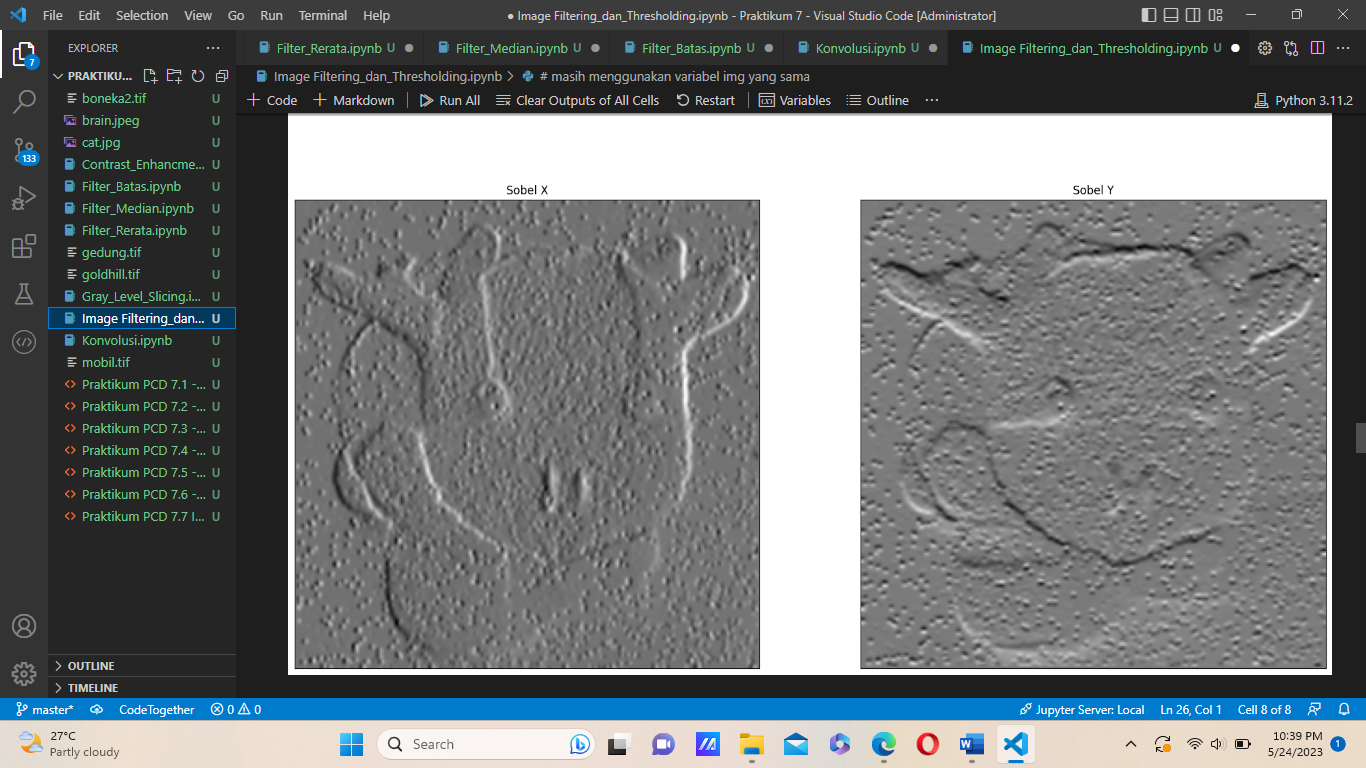 File Edit Selection View Go Run Terminal Help
● Image Filtering_dan_Thresholding.ipynb - Praktikum 7 - Visual Studio Code [Administrator]
EXPLORER
Filter_Rerata.ipynb U
Filter_Median.ipynb U
Filter_Batas.ipynb U
Konvolusi.ipynb U
Image Filtering_dan_Thresholding.ipynb U
PRAKTIKU...
Image Filtering_dan_Thresholding.ipynb > # masih menggunakan variabel img yang sama
Code Markdown Run All Clear Outputs of All Cells Restart Variables Outline ... Python 3.11.2
boneka2.tif U
brain.jpeg U
cat.jpg U
Contrast_Enhancme... U
Filter_Batas.ipynb U
Filter_Median.ipynb U
Filter_Rerata.ipynb U
gedung.tif U
goldhill.tif U
Gray_Level_Slicing.i... U
Image Filtering_dan... U
Konvolusi.ipynb U
mobil.tif U
Praktikum PCD 7.1 -... U
Praktikum PCD 7.2 -... U
Praktikum PCD 7.3 -... U
Praktikum PCD 7.4 -... U
Praktikum PCD 7.5 -... U
Praktikum PCD 7.6 -... U
Praktikum PCD 7.7 I... U
7
133
Sobel X
Sobel Y
OUTLINE
TIMELINE
master* CodeTogether 0 0
Jupyter Server: Local Ln 26, Col 1 Cell 8 of 8
27°C
Partly cloudy
Search
10:39 PM
5/24/2023
1